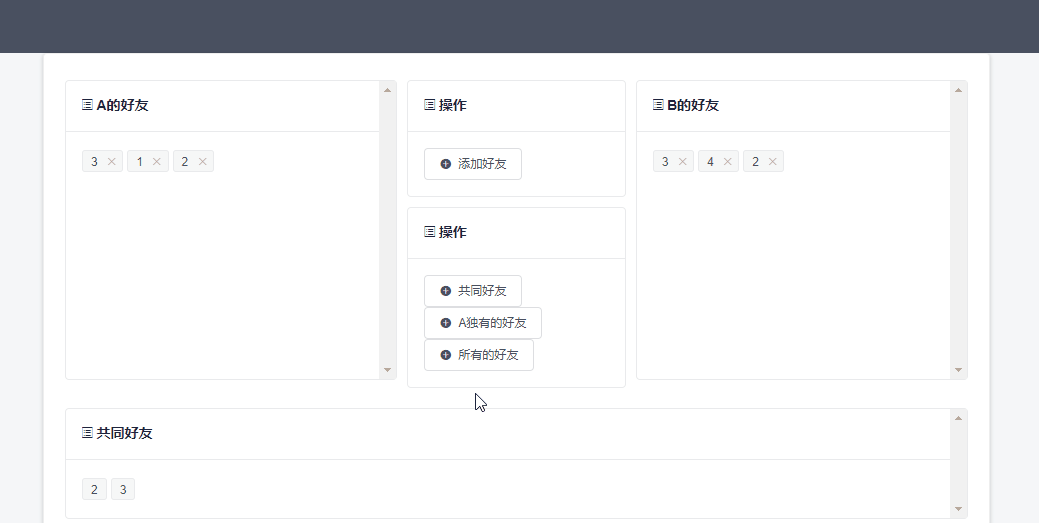 A的好友
3 × 1 × 2 ×
操作
添加好友
操作
共同好友
A独有的好友
所有的好友
B的好友
3 × 4 × 2 ×
共同好友
2 3